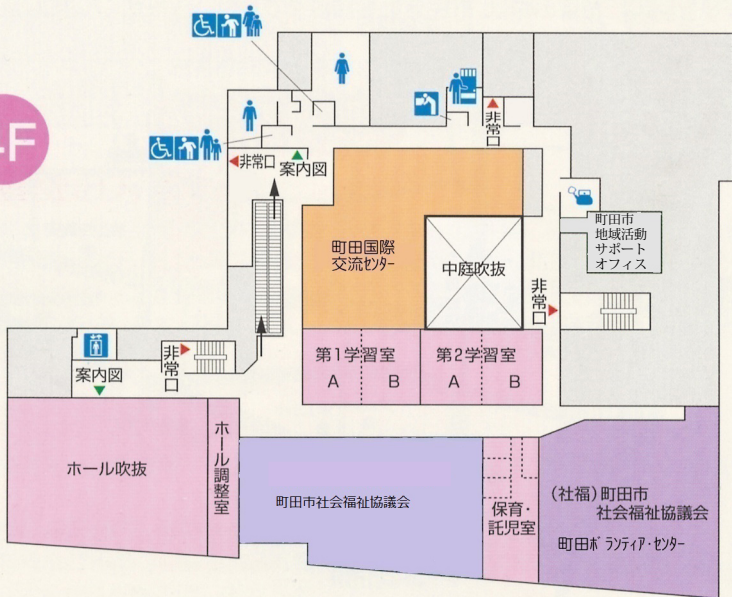 F
非常口
案内図
非常口
町田国際
交流センター
中庭吹抜
町田市
地域活動
サポート
オフィス
非常口
第1学習室
A
B
第2学習室
A
B
非常口
案内図
ホール吹抜
ホール調整室
町田市社会福祉協議会
保育・
託児室
(社福)町田市
社会福祉協議会
町田ボランティア・センター